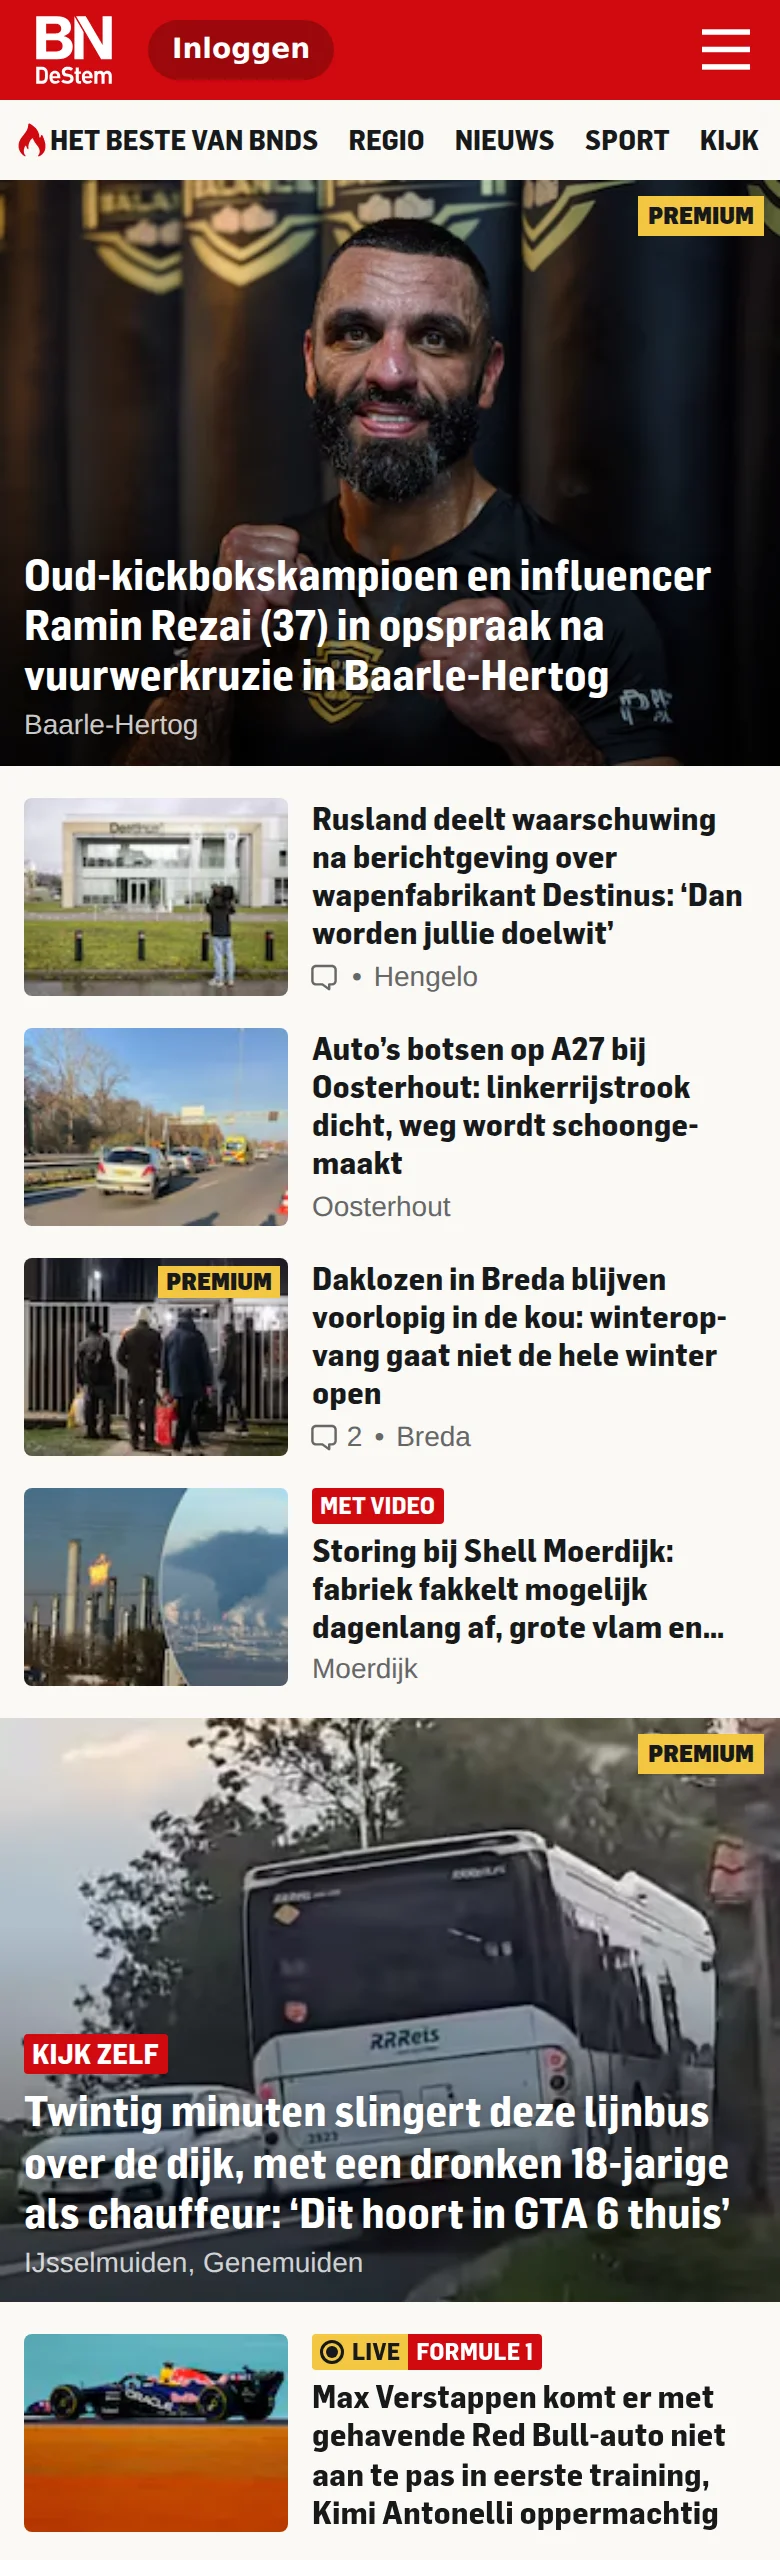 BN
DeStem
Inloggen
HET BESTE VAN BNDS REGIO NIEUWS SPORT KIJK
PREMIUM
Oud-kickbokskampioen en influencer
Ramin Rezai (37) in opspraak na
vuurwerkruzie in Baarle-Hertog
Baarle-Hertog
Destinus
Rusland deelt waarschuwing
na berichtgeving over
wapenfabrikant Destinus: ‘Dan
worden jullie doelwit’
• Hengelo
Auto’s botsen op A27 bij
Oosterhout: linkerrijstrook
dicht, weg wordt schoonge-
maakt
Oosterhout
PREMIUM
Daklozen in Breda blijven
voorlopig in de kou: winterop-
vang gaat niet de hele winter
open
2 • Breda
MET VIDEO
Storing bij Shell Moerdijk:
fabriek fakkelt mogelijk
dagenlang af, grote vlam en...
Moerdijk
PREMIUM
RRReis
KIJK ZELF
Twintig minuten slingert deze lijnbus
over de dijk, met een dronken 18-jarige
als chauffeur: ‘Dit hoort in GTA 6 thuis’
IJsselmuiden, Genemuiden
LIVE FORMULE 1
Max Verstappen komt er met
gehavende Red Bull-auto niet
aan te pas in eerste training,
Kimi Antonelli oppermachtig